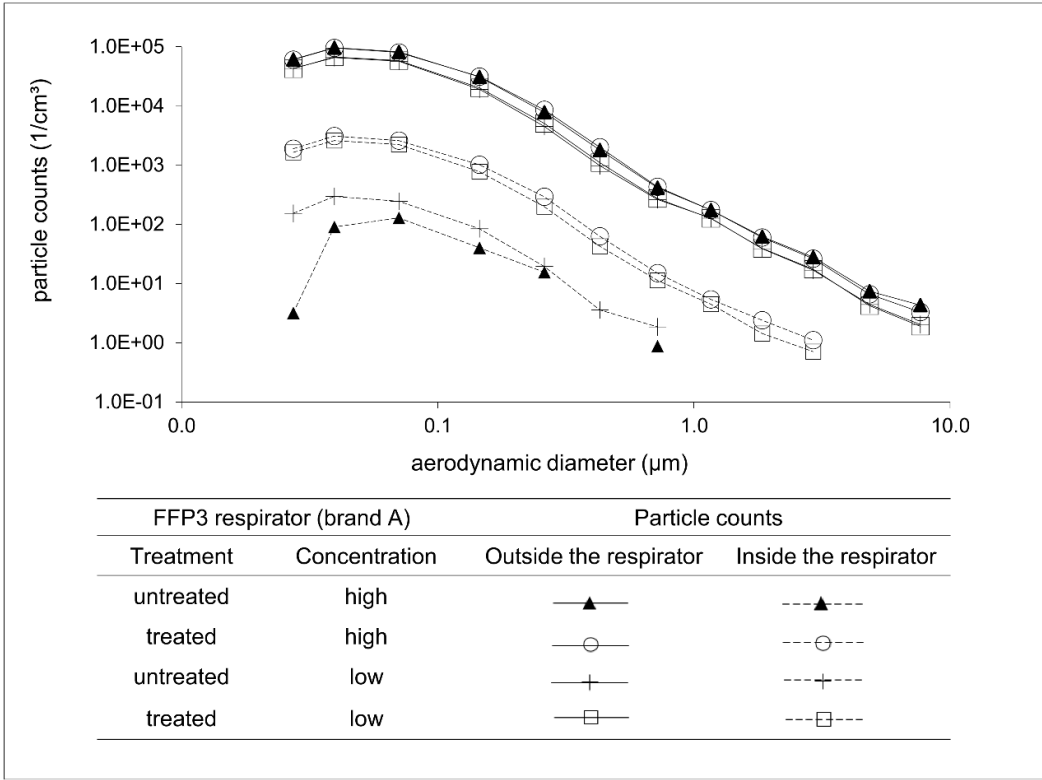 1.0E+05
1.0E+04
1.0E+03
1.0E+02
1.0E+01
1.0E+00
1.0E-01
particle counts (1/cm³)
0.0 0.1 1.0 10.0
aerodynamic diameter (µm)
FFP3 respirator (brand A) Particle counts
Treatment Concentration Outside the respirator Inside the respirator
untreated high
treated high
untreated low
treated low